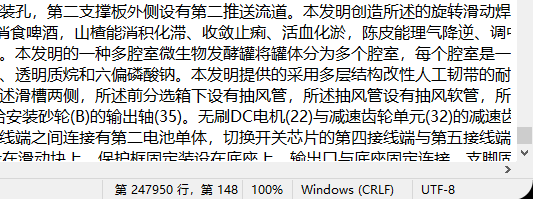 装孔，第二支撑板外侧设有第二推送流道。本发明创造所述的旋转滑动焊
消食啤酒，山楂能消积化滞、收敛止痢、活血化淤，陈皮能理气降逆、调中
。本发明的一种多腔室微生物发酵罐将罐体分为多个腔室，每个腔室是一
、透明质烷和六偏磷酸钠。本发明提供的采用多层结构改性人工韧带的耐
述滑槽两侧，所述前分选箱下设有抽风管，所述抽风管设有抽风软管，所
给安装砂轮(B)的输出轴(35)。无刷DC电机(22)与减速齿轮单元(32)的减速齿
线端之间连接有第二电池单体，切换开关芯片的第四接线端与第五接线端
在滑动块上，保护框固定装设在底座上，输出口与底座固定连接，支脚固
第 247950 行，第 148
100%
Windows (CRLF)
UTF-8